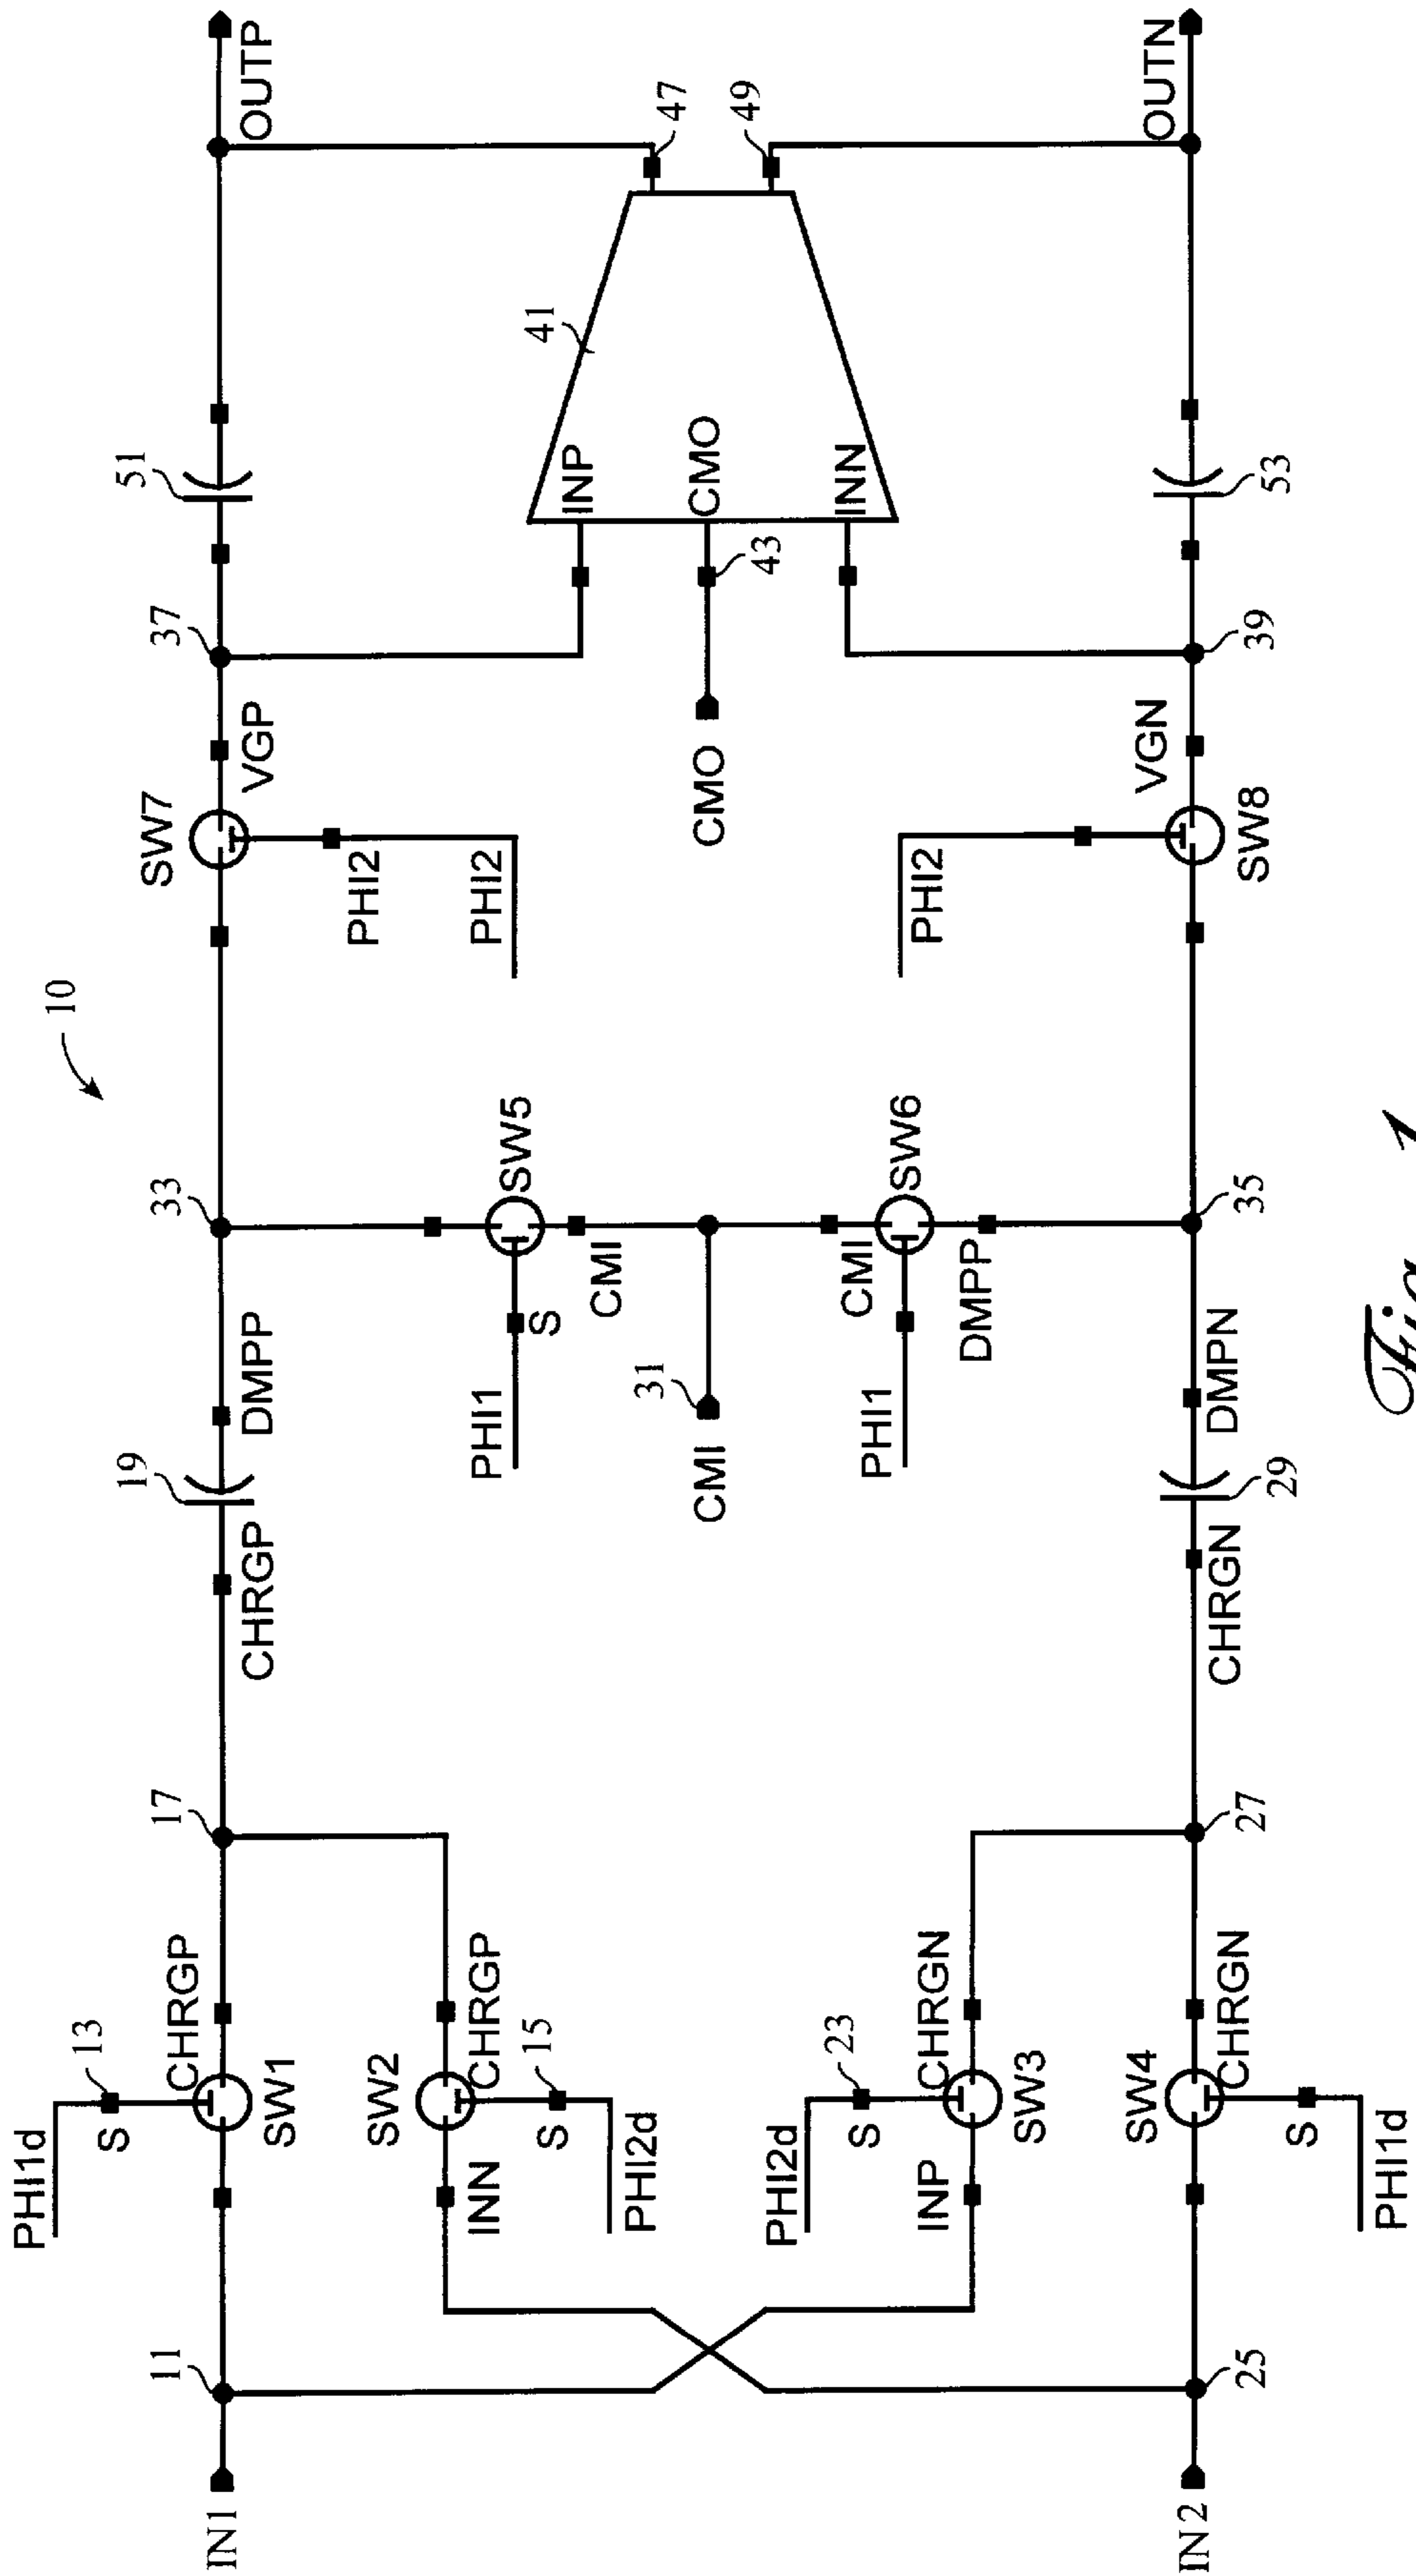 10
IN1
11
PHI1d
S
13
CHRGP
SW1
17
CHRGP
19
DMPP
33
SW7
VGP
PHI2
PHI2
37
51
OUTP
SW2
INN
CHRGP
S
15
PHI2d
PHI1
S
SW5
CMI
CMI
31
CMO
43
INP
CMO
INN
41
47
49
PHI2d
S
23
INP
CHRGN
SW3
PHI1
CMI
SW6
DMPP
PHI2
IN2
25
SW4
CHRGN
S
PHI1d
27
CHRGN
29
DMPN
35
VGN
SW8
39
53
OUTN
Fig. 1